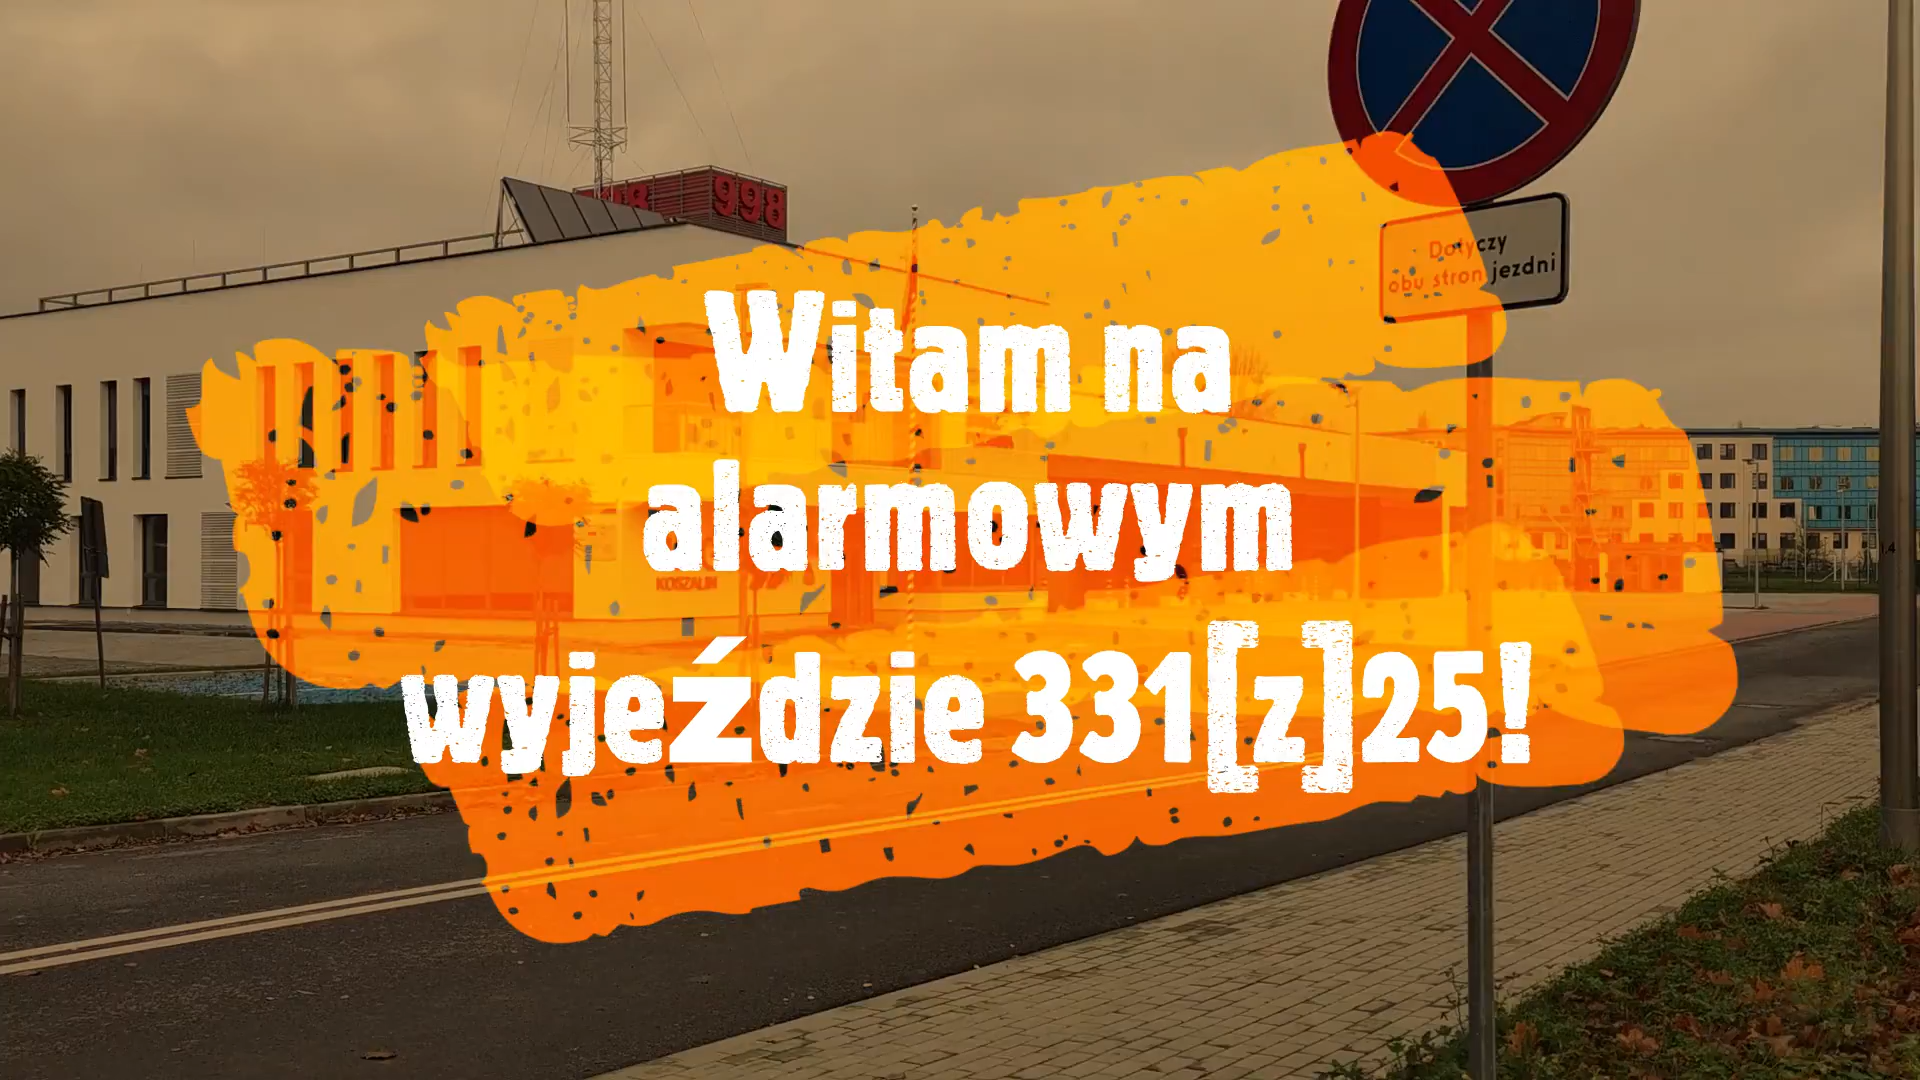 998
Dotyczy
obu stron jezdni
Witam na
alarmowym
wyjeździe 331[z]25!
KOSZALIN